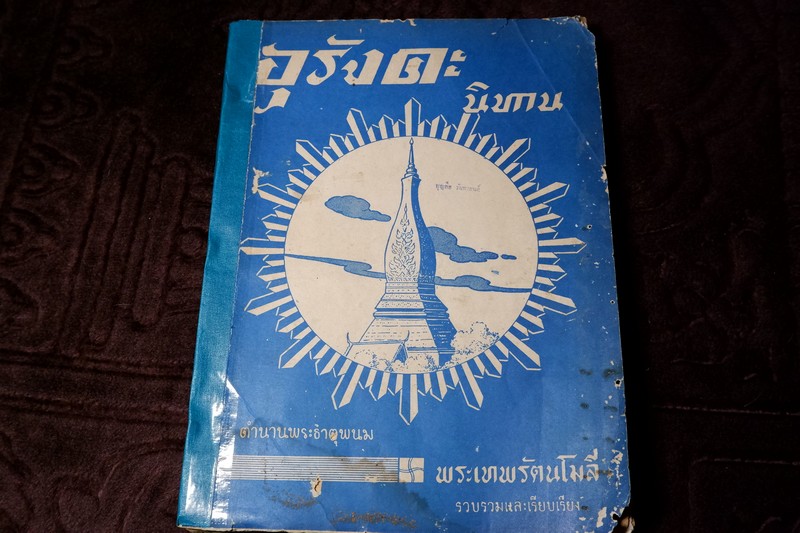 อุรังคะ
นิทาน
ตำนานพระธาตุพนม
พระเทพรัตนโมลี
รวบรวมและเรียบเรียง